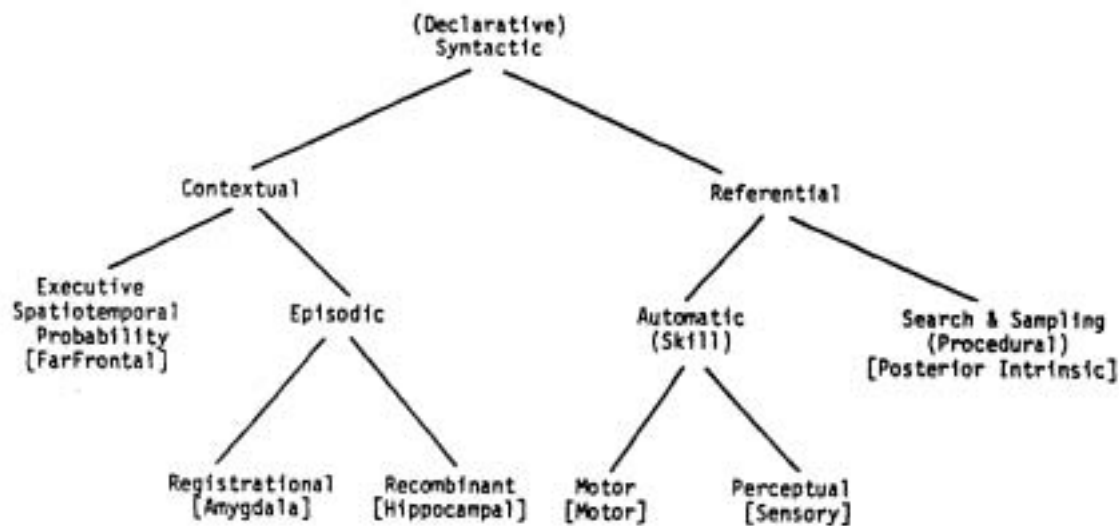 (Declarative)
Syntactic
Contextual
Referential
Executive
Spatiotemporal
Probability
[FarFrontal]
Episodic
Automatic
(Skill)
Search & Sampling
(Procedural)
[Posterior Intrinsic]
Registrational
[Amygdala]
Recombinant
[Hippocampal]
Motor
[Motor]
Perceptual
[Sensory]